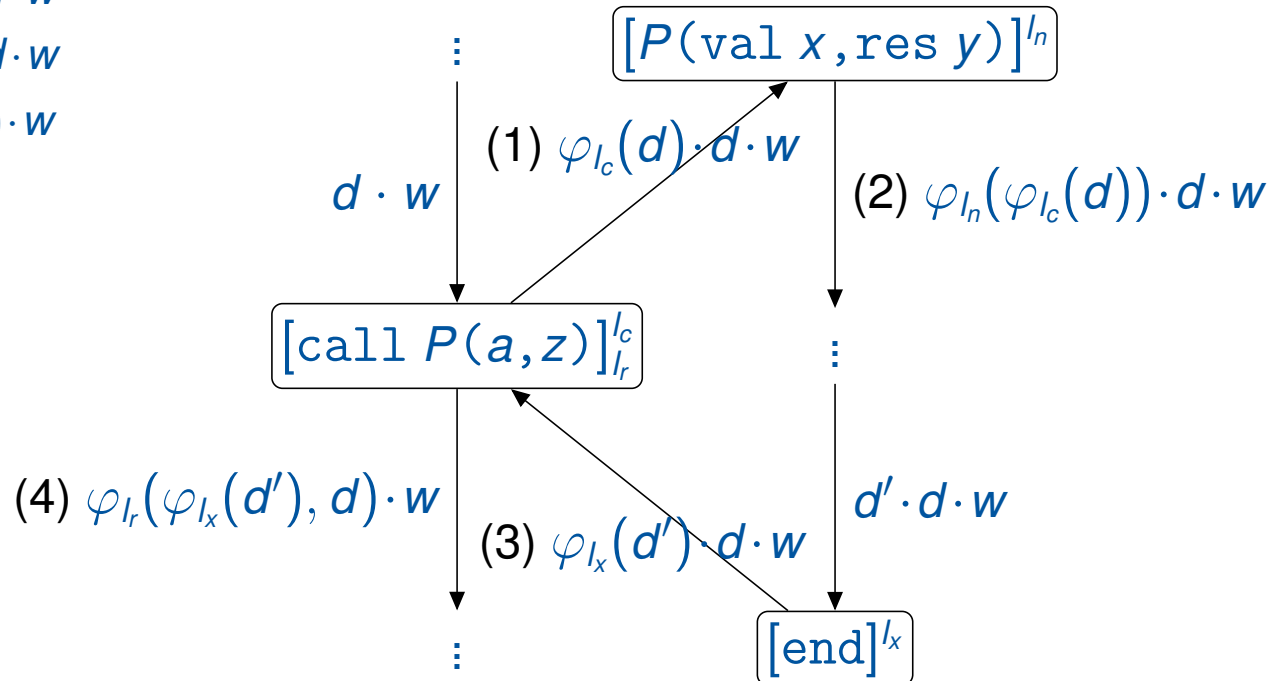 · w
d · w
· w
⋮
[P(val x,res y)]^{l_n}
(1) φ_{l_c}(d)·d·w
d · w
(2) φ_{l_n}(φ_{l_c}(d))·d·w
[call P(a,z)]^{l_c}_{l_r}
⋮
(4) φ_{l_r}(φ_{l_x}(d′), d)·w
d′·d·w
(3) φ_{l_x}(d′)·d·w
⋮
[end]^{l_x}